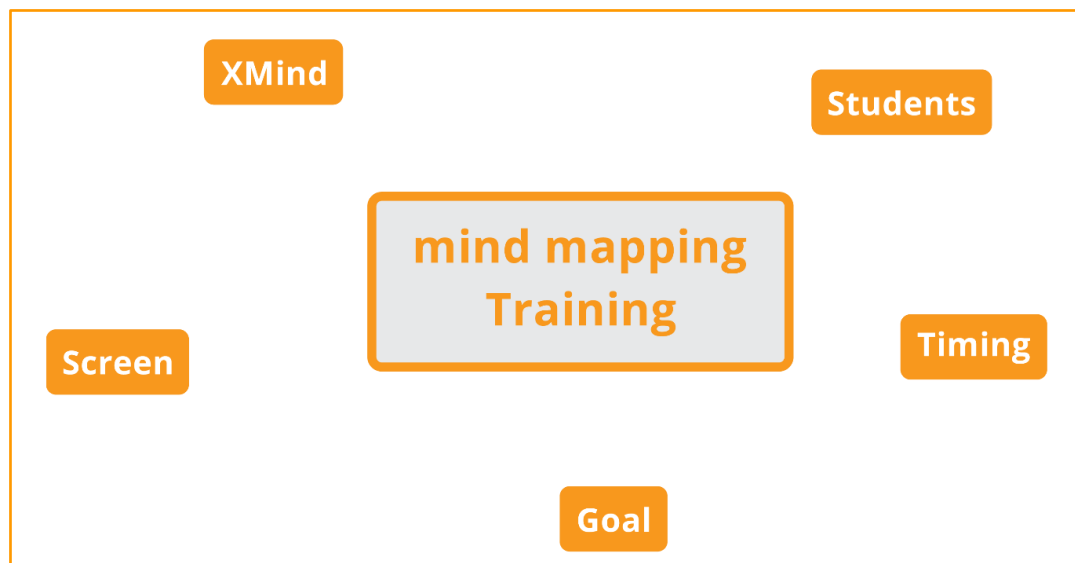 XMind
Students
mind mapping
Training
Screen
Timing
Goal